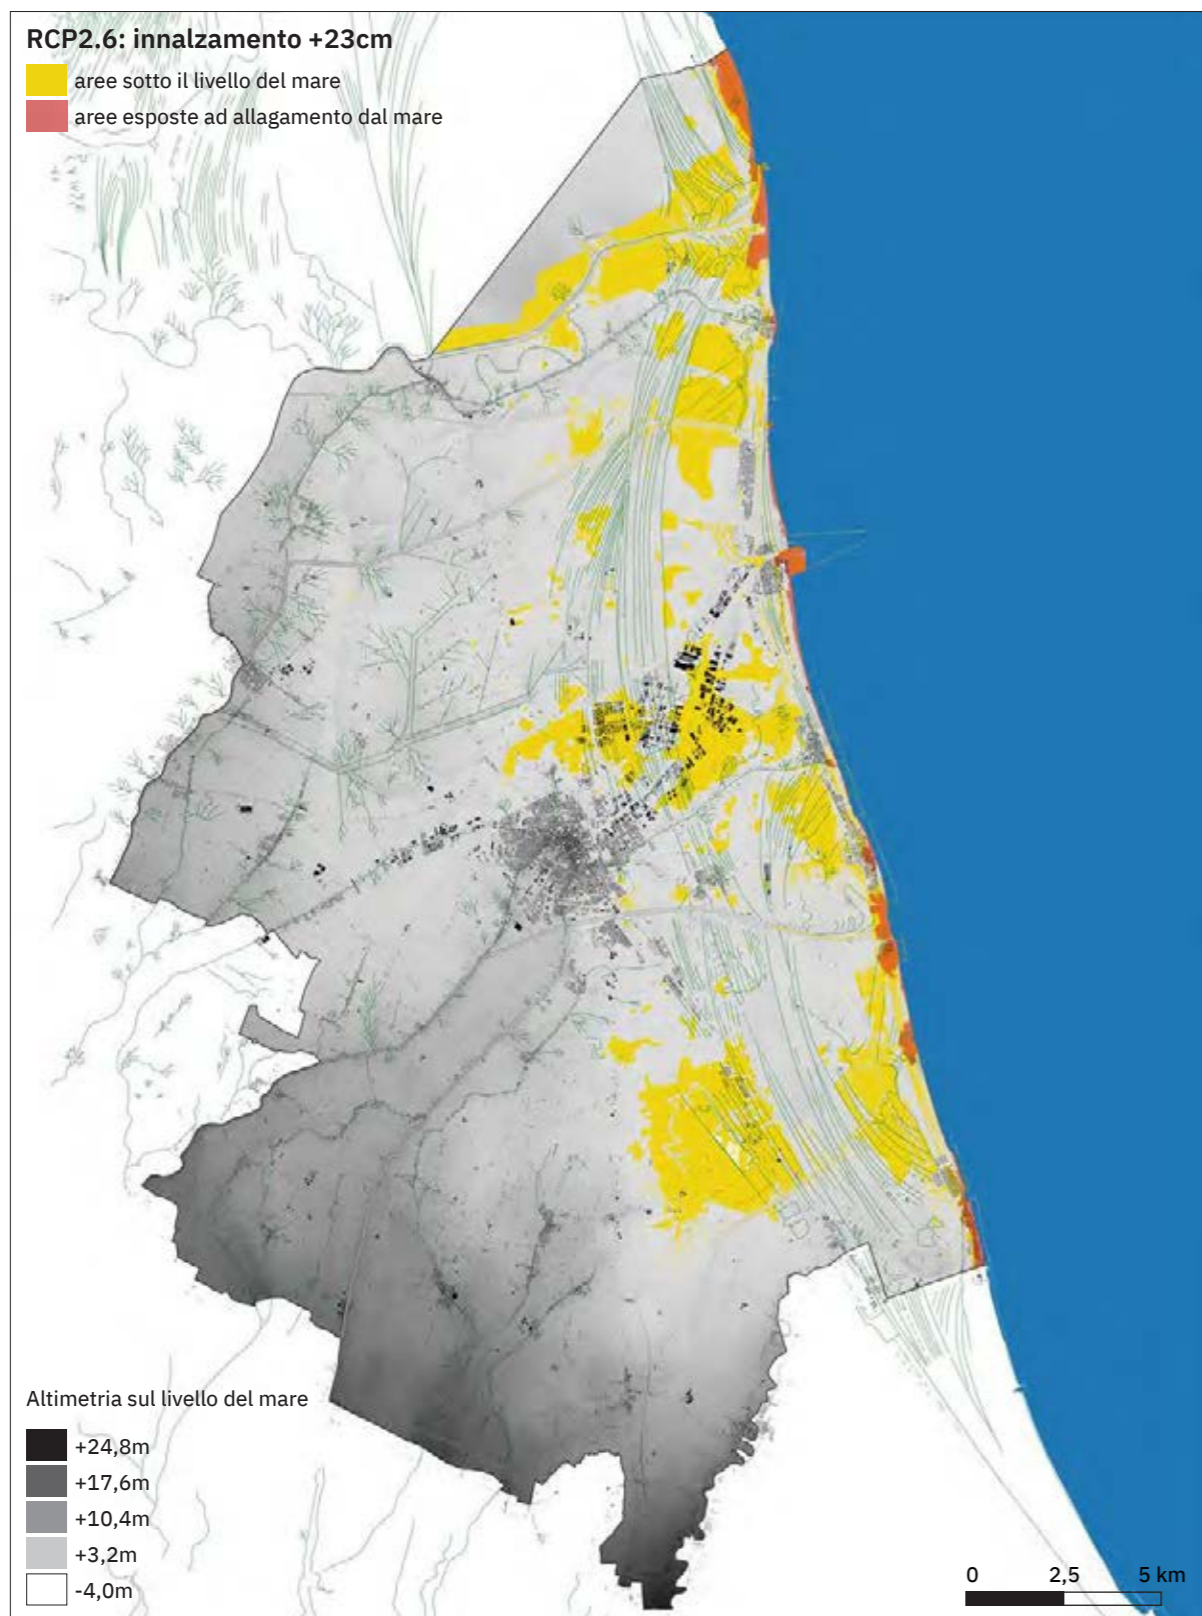 RCP2.6: innalzamento +23cm
aree sotto il livello del mare
aree esposte ad allagamento dal mare
Altimetria sul livello del mare
+24,8m
+17,6m
+10,4m
+3,2m
-4,0m
0 2,5 5 km